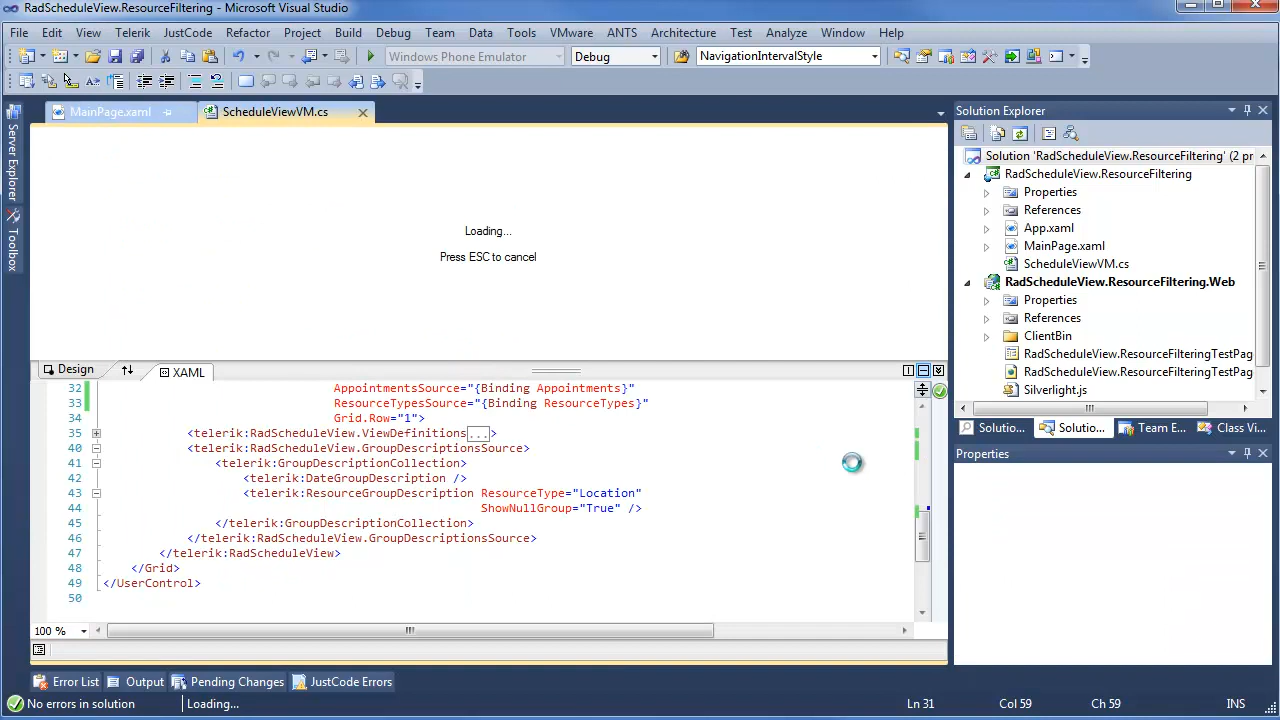 RadScheduleView.ResourceFiltering - Microsoft Visual Studio
File Edit View Telerik JustCode Refactor Project Build Debug Team Data Tools VMware ANTS Architecture Test Analyze Window Help
Windows Phone Emulator Debug NavigationIntervalStyle
MainPage.xaml ScheduleViewVM.cs
Server Explorer
Toolbox
Loading...
Press ESC to cancel
Design XAML
32 AppointmentsSource="{Binding Appointments}"
33 ResourceTypesSource="{Binding ResourceTypes}"
34 Grid.Row="1">
35 <telerik:RadScheduleView.ViewDefinitions...>
40 <telerik:RadScheduleView.GroupDescriptionsSource>
41 <telerik:GroupDescriptionCollection>
42 <telerik:DateGroupDescription />
43 <telerik:ResourceGroupDescription ResourceType="Location"
44 ShowNullGroup="True" />
45 </telerik:GroupDescriptionCollection>
46 </telerik:RadScheduleView.GroupDescriptionsSource>
47 </telerik:RadScheduleView>
48 </Grid>
49 </UserControl>
50
100 %
Solution Explorer
Solution 'RadScheduleView.ResourceFiltering' (2 pr
RadScheduleView.ResourceFiltering
Properties
References
App.xaml
MainPage.xaml
ScheduleViewVM.cs
RadScheduleView.ResourceFiltering.Web
Properties
References
ClientBin
RadScheduleView.ResourceFilteringTestPag
RadScheduleView.ResourceFilteringTestPag
Silverlight.js
Solutio... Solutio... Team E... Class Vi...
Properties
Error List Output Pending Changes JustCode Errors
No errors in solution Loading... Ln 31 Col 59 Ch 59 INS